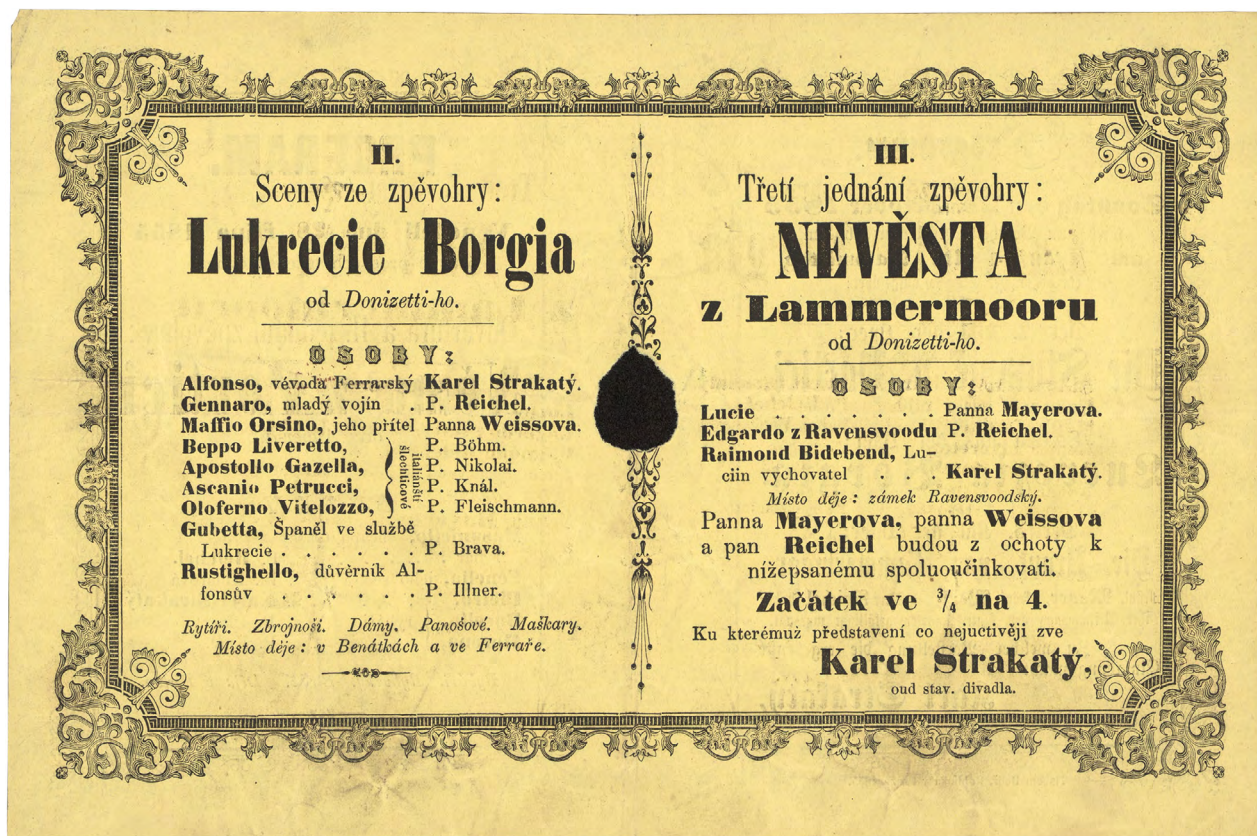 II.
Sceny ze zpěvohry:
Lukrecie Borgia
od Donizetti-ho.
OSOBY:
Alfonso, vévoda Ferrarský Karel Strakatý.
Gennaro, mladý vojín . P. Reichel.
Maffio Orsino, jeho přítel Panna Weissova.
Beppo Liveretto, P. Böhm.
Apostollo Gazella, P. Nikolai.
Ascanio Petrucci, P. Knál.
Oloferno Vitelozzo, P. Fleischmann.
italiánští
šlechticové
Gubetta, Španěl ve službě
Lukrecie . . . . . . P. Brava.
Rustighello, důvěrník Al-
fonsův . . . . . . P. Illner.
Rytíři. Zbrojnoši. Dámy. Panošové. Maškary.
Místo děje: v Benátkách a ve Ferraře.
III.
Třetí jednání zpěvohry:
NEVĚSTA
z Lammermooru
od Donizetti-ho.
OSOBY:
Lucie . . . . . . . Panna Mayerova.
Edgardo z Ravensvoodu P. Reichel.
Raimond Bidebend, Lu-
ciin vychovatel . . . Karel Strakatý.
Místo děje: zámek Ravensvoodský.
Panna Mayerova, panna Weissova
a pan Reichel budou z ochoty k
nížepsanému spoluoučinkovati.
Začátek ve ¾ na 4.
Ku kterémuž představení co nejuctivěji zve
Karel Strakatý,
oud stav. divadla.